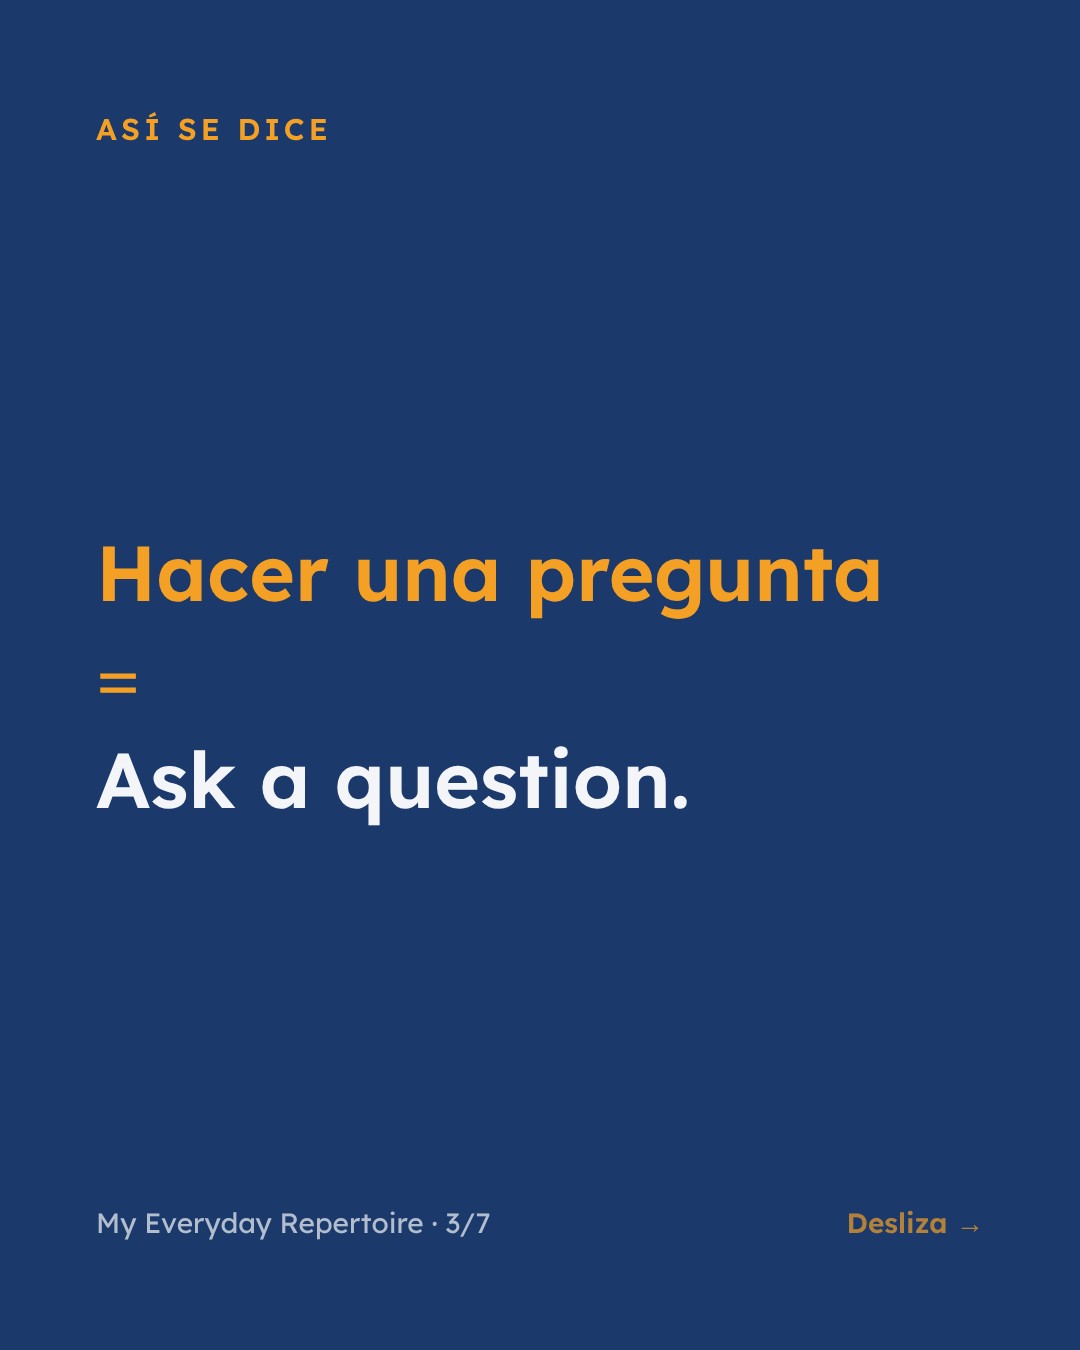 ASÍ SE DICE
Hacer una pregunta
=
Ask a question.
My Everyday Repertoire · 3/7
Desliza →